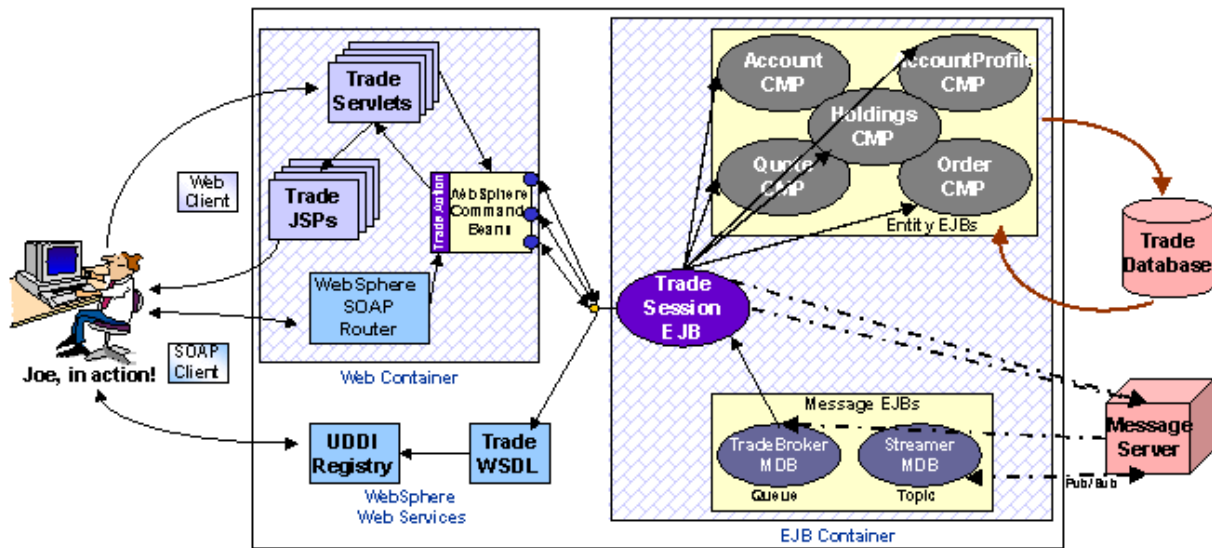 Trade
Servlets
Web
Client
Trade
JSPs
Trade Action
WebSphere
Command
Beans
WebSphere
SOAP
Router
SOAP
Client
Joe, in action!
Web Container
UDDI
Registry
Trade
WSDL
WebSphere
Web Services
Account
CMP
AccountProfile
CMP
Holdings
CMP
Quote
CMP
Order
CMP
Entity EJBs
Trade
Session
EJB
Trade
Database
Message EJBs
TradeBroker
MDB
Streamer
MDB
Queue
Topic
Message
Server
Pub/Sub
EJB Container